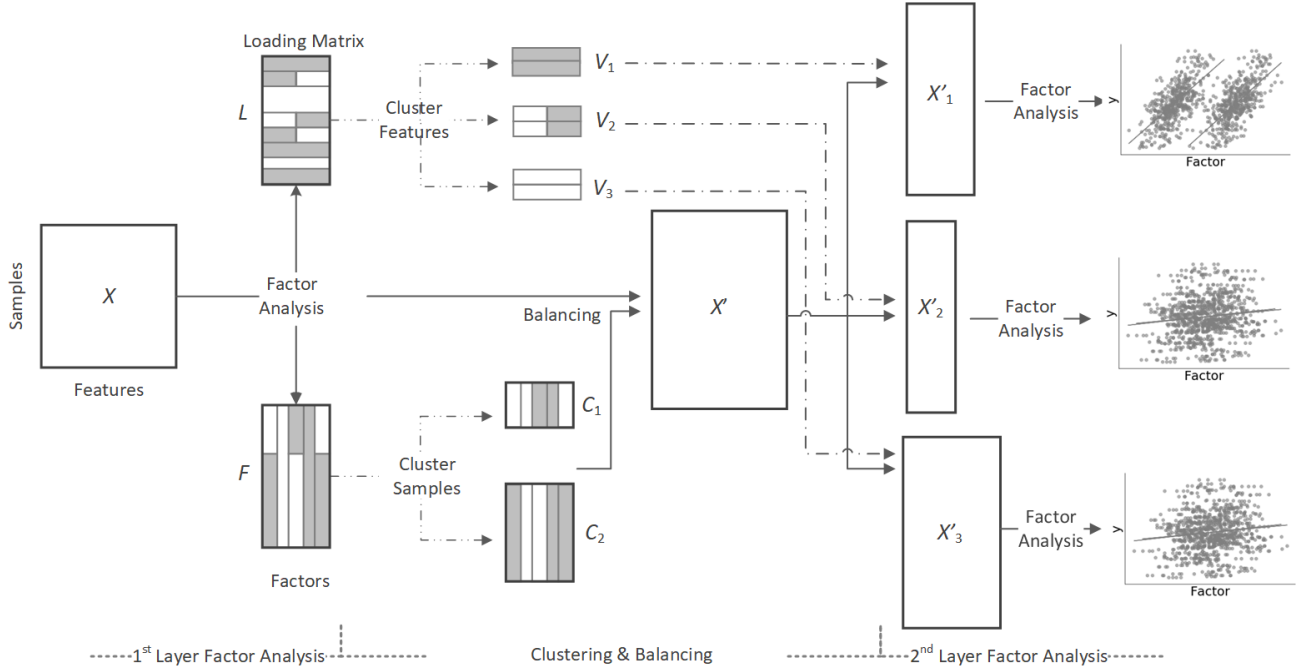 Loading Matrix
L
Cluster
Features
V1
V2
V3
X'1
Factor
Analysis
y
Factor
Samples
X
Features
Factor
Analysis
Balancing
X'
X'2
Factor
Analysis
y
Factor
F
Factors
Cluster
Samples
C1
C2
X'3
Factor
Analysis
y
Factor
1st Layer Factor Analysis
Clustering & Balancing
2nd Layer Factor Analysis